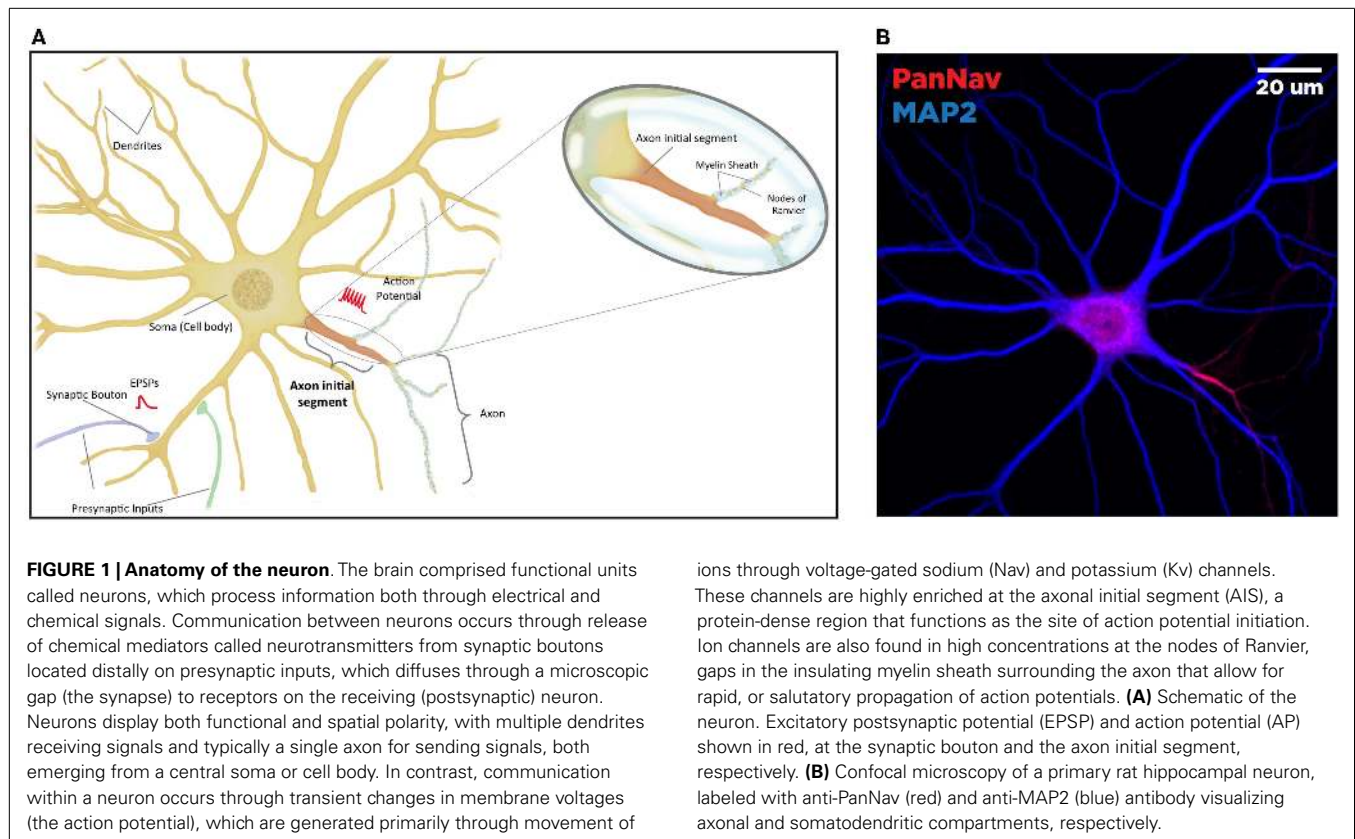 A
Dendrites
Soma (Cell body)
Action
Potential
Axon initial segment
Myelin Sheath
Nodes of
Ranvier
EPSPs
Synaptic Bouton
Axon initial
segment
Axon
Presynaptic Inputs
B
PanNav
MAP2
20 um
FIGURE 1 | Anatomy of the neuron. The brain comprised functional units
called neurons, which process information both through electrical and
chemical signals. Communication between neurons occurs through release
of chemical mediators called neurotransmitters from synaptic boutons
located distally on presynaptic inputs, which diffuses through a microscopic
gap (the synapse) to receptors on the receiving (postsynaptic) neuron.
Neurons display both functional and spatial polarity, with multiple dendrites
receiving signals and typically a single axon for sending signals, both
emerging from a central soma or cell body. In contrast, communication
within a neuron occurs through transient changes in membrane voltages
(the action potential), which are generated primarily through movement of
ions through voltage-gated sodium (Nav) and potassium (Kv) channels.
These channels are highly enriched at the axonal initial segment (AIS), a
protein-dense region that functions as the site of action potential initiation.
Ion channels are also found in high concentrations at the nodes of Ranvier,
gaps in the insulating myelin sheath surrounding the axon that allow for
rapid, or salutatory propagation of action potentials. (A) Schematic of the
neuron. Excitatory postsynaptic potential (EPSP) and action potential (AP)
shown in red, at the synaptic bouton and the axon initial segment,
respectively. (B) Confocal microscopy of a primary rat hippocampal neuron,
labeled with anti-PanNav (red) and anti-MAP2 (blue) antibody visualizing
axonal and somatodendritic compartments, respectively.